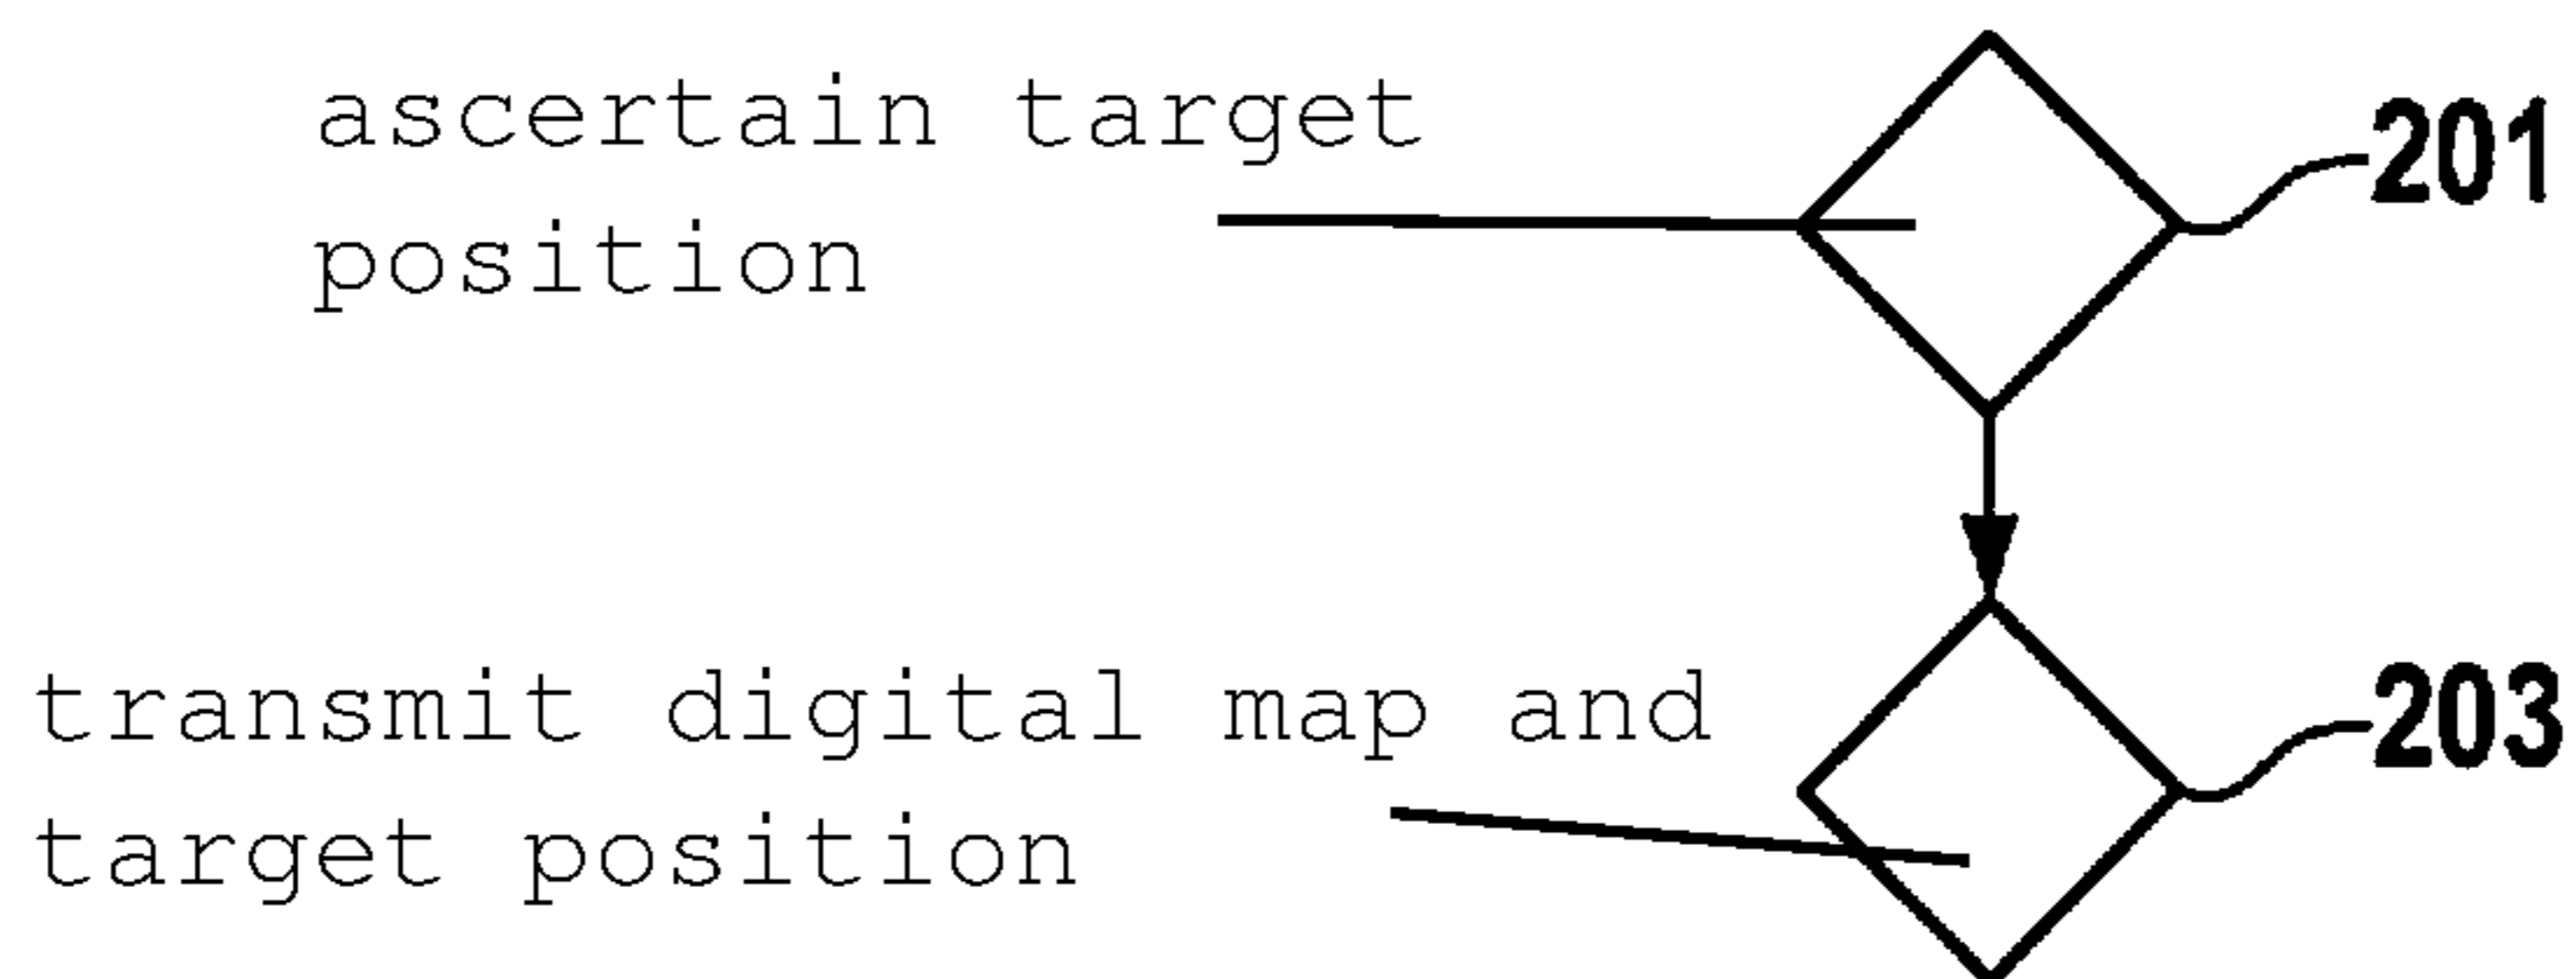 ascertain target
position
201
transmit digital map and
target position
203